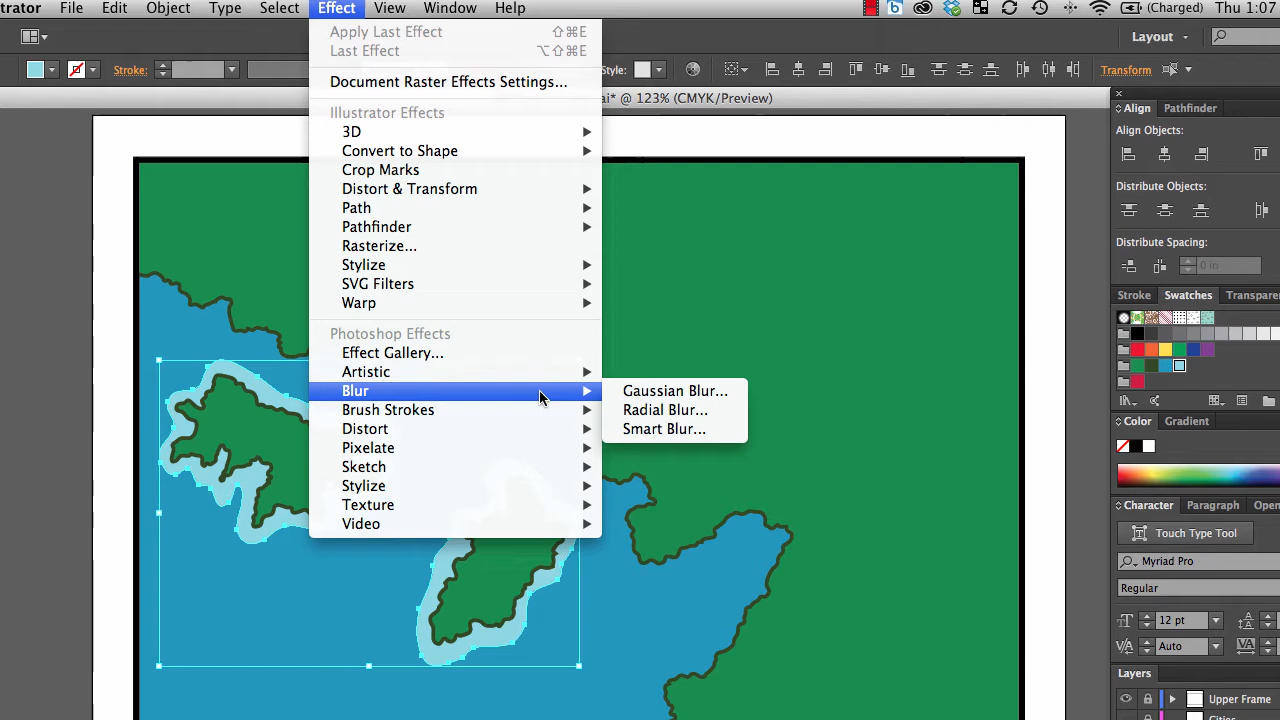 trator File Edit Object Type Select Effect View Window Help (Charged) Thu 1:07
Layout
Stroke: Style: Transform
ai* @ 123% (CMYK/Preview)
Apply Last Effect ⇧⌘E
Last Effect ⌥⇧⌘E
Document Raster Effects Settings...
Illustrator Effects
3D
Convert to Shape
Crop Marks
Distort & Transform
Path
Pathfinder
Rasterize...
Stylize
SVG Filters
Warp
Photoshop Effects
Effect Gallery...
Artistic
Blur
Brush Strokes
Distort
Pixelate
Sketch
Stylize
Texture
Video
Gaussian Blur...
Radial Blur...
Smart Blur...
Align Pathfinder
Align Objects:
Distribute Objects:
Distribute Spacing:
0 in
Stroke Swatches Transpare
Color Gradient
Character Paragraph Open
Touch Type Tool
Myriad Pro
Regular
12 pt
Auto
Layers
Upper Frame